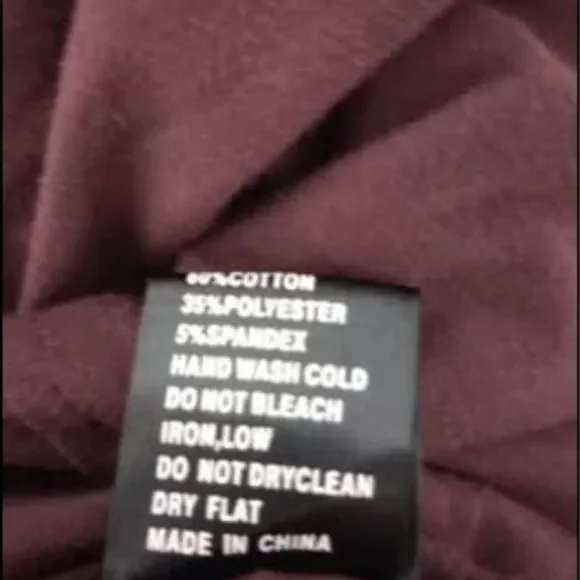 60%COTTON
35%POLYESTER
5%SPANDEX
HAND WASH COLD
DO NOT BLEACH
IRON,LOW
DO NOT DRYCLEAN
DRY FLAT
MADE IN CHINA